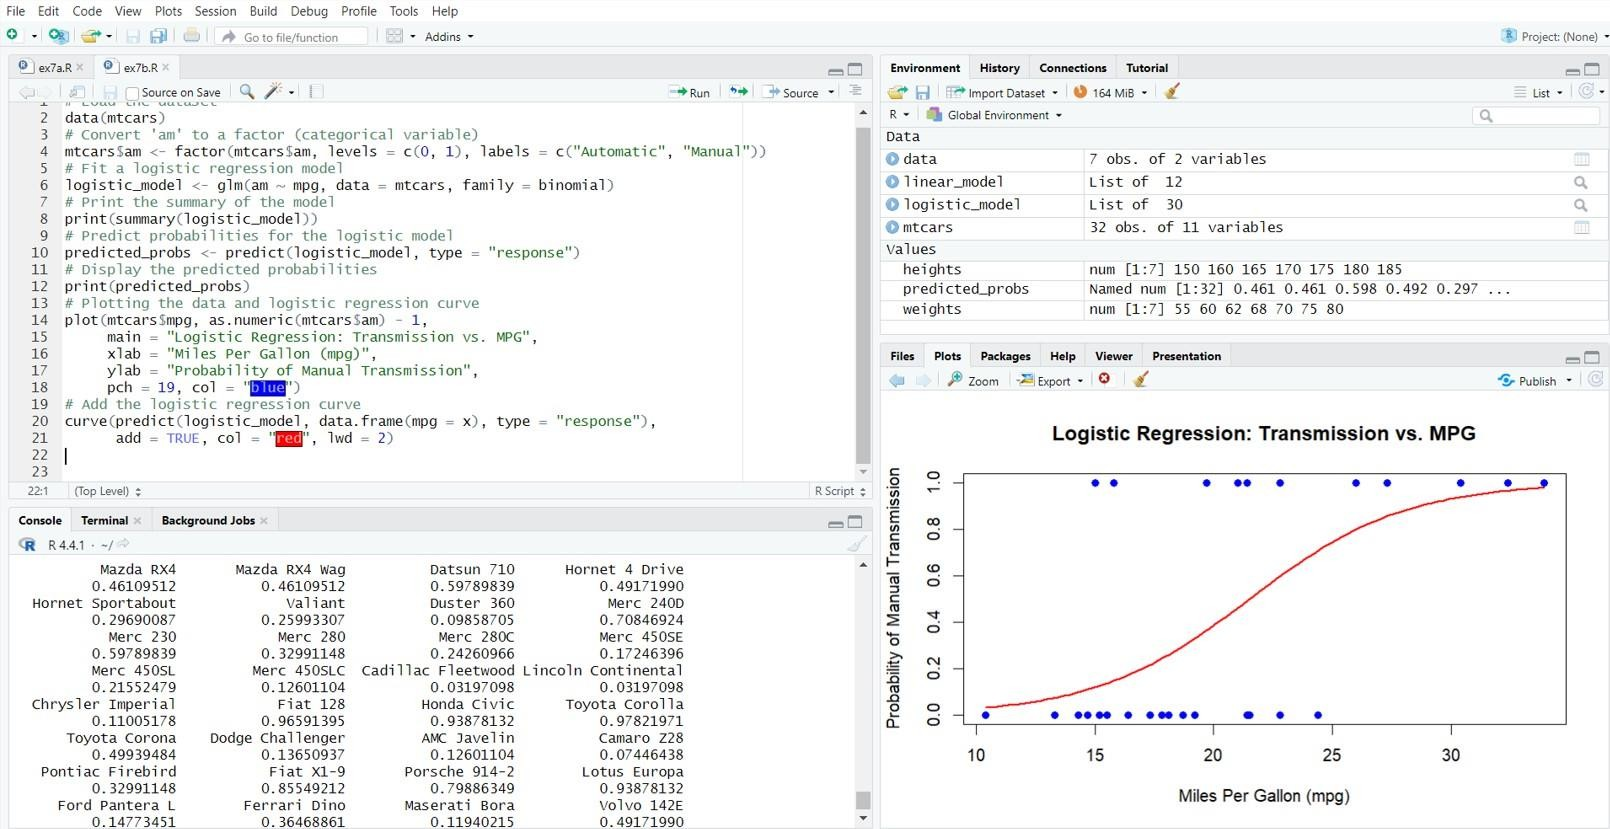 File Edit Code View Plots Session Build Debug Profile Tools Help
Go to file/function Addins Project: (None)
ex7a.R ex7b.R
Source on Save Run Source
1 # Load the dataset
2 data(mtcars)
3 # Convert 'am' to a factor (categorical variable)
4 mtcars$am <- factor(mtcars$am, levels = c(0, 1), labels = c("Automatic", "Manual"))
5 # Fit a logistic regression model
6 logistic_model <- glm(am ~ mpg, data = mtcars, family = binomial)
7 # Print the summary of the model
8 print(summary(logistic_model))
9 # Predict probabilities for the logistic model
10 predicted_probs <- predict(logistic_model, type = "response")
11 # Display the predicted probabilities
12 print(predicted_probs)
13 # Plotting the data and logistic regression curve
14 plot(mtcars$mpg, as.numeric(mtcars$am) - 1,
15 main = "Logistic Regression: Transmission vs. MPG",
16 xlab = "Miles Per Gallon (mpg)",
17 ylab = "Probability of Manual Transmission",
18 pch = 19, col = "blue")
19 # Add the logistic regression curve
20 curve(predict(logistic_model, data.frame(mpg = x), type = "response"),
21 add = TRUE, col = "red", lwd = 2)
22
23
22:1 (Top Level) R Script
Console Terminal Background Jobs
R R 4.4.1 · ~/
Mazda RX4 Mazda RX4 Wag Datsun 710 Hornet 4 Drive
0.46109512 0.46109512 0.59789839 0.49171990
Hornet Sportabout Valiant Duster 360 Merc 240D
0.29690087 0.25993307 0.09858705 0.70846924
Merc 230 Merc 280 Merc 280C Merc 450SE
0.59789839 0.32991148 0.24260966 0.17246396
Merc 450SL Merc 450SLC Cadillac Fleetwood Lincoln Continental
0.21552479 0.12601104 0.03197098 0.03197098
Chrysler Imperial Fiat 128 Honda Civic Toyota Corolla
0.11005178 0.96591395 0.93878132 0.97821971
Toyota Corona Dodge Challenger AMC Javelin Camaro Z28
0.49939484 0.13650937 0.12601104 0.07446438
Pontiac Firebird Fiat X1-9 Porsche 914-2 Lotus Europa
0.32991148 0.85549212 0.79886349 0.93878132
Ford Pantera L Ferrari Dino Maserati Bora Volvo 142E
0.14773451 0.36468861 0.11940215 0.49171990
Environment History Connections Tutorial
Import Dataset 164 MiB List
R Global Environment
Data
data 7 obs. of 2 variables
linear_model List of 12
logistic_model List of 30
mtcars 32 obs. of 11 variables
Values
heights num [1:7] 150 160 165 170 175 180 185
predicted_probs Named num [1:32] 0.461 0.461 0.598 0.492 0.297 ...
weights num [1:7] 55 60 62 68 70 75 80
Files Plots Packages Help Viewer Presentation
Zoom Export Publish
Logistic Regression: Transmission vs. MPG
Probability of Manual Transmission
1.0
0.8
0.6
0.4
0.2
0.0
10 15 20 25 30
Miles Per Gallon (mpg)